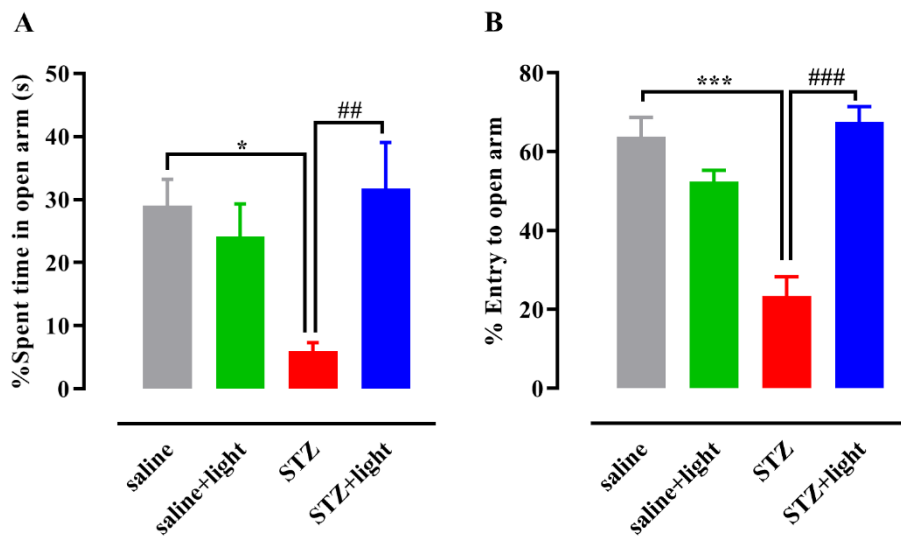 A
%Spent time in open arm (s)
50
40
30
20
10
0
*
##
saline
saline+light
STZ
STZ+light
B
% Entry to open arm
80
60
40
20
0
***
###
saline
saline+light
STZ
STZ+light